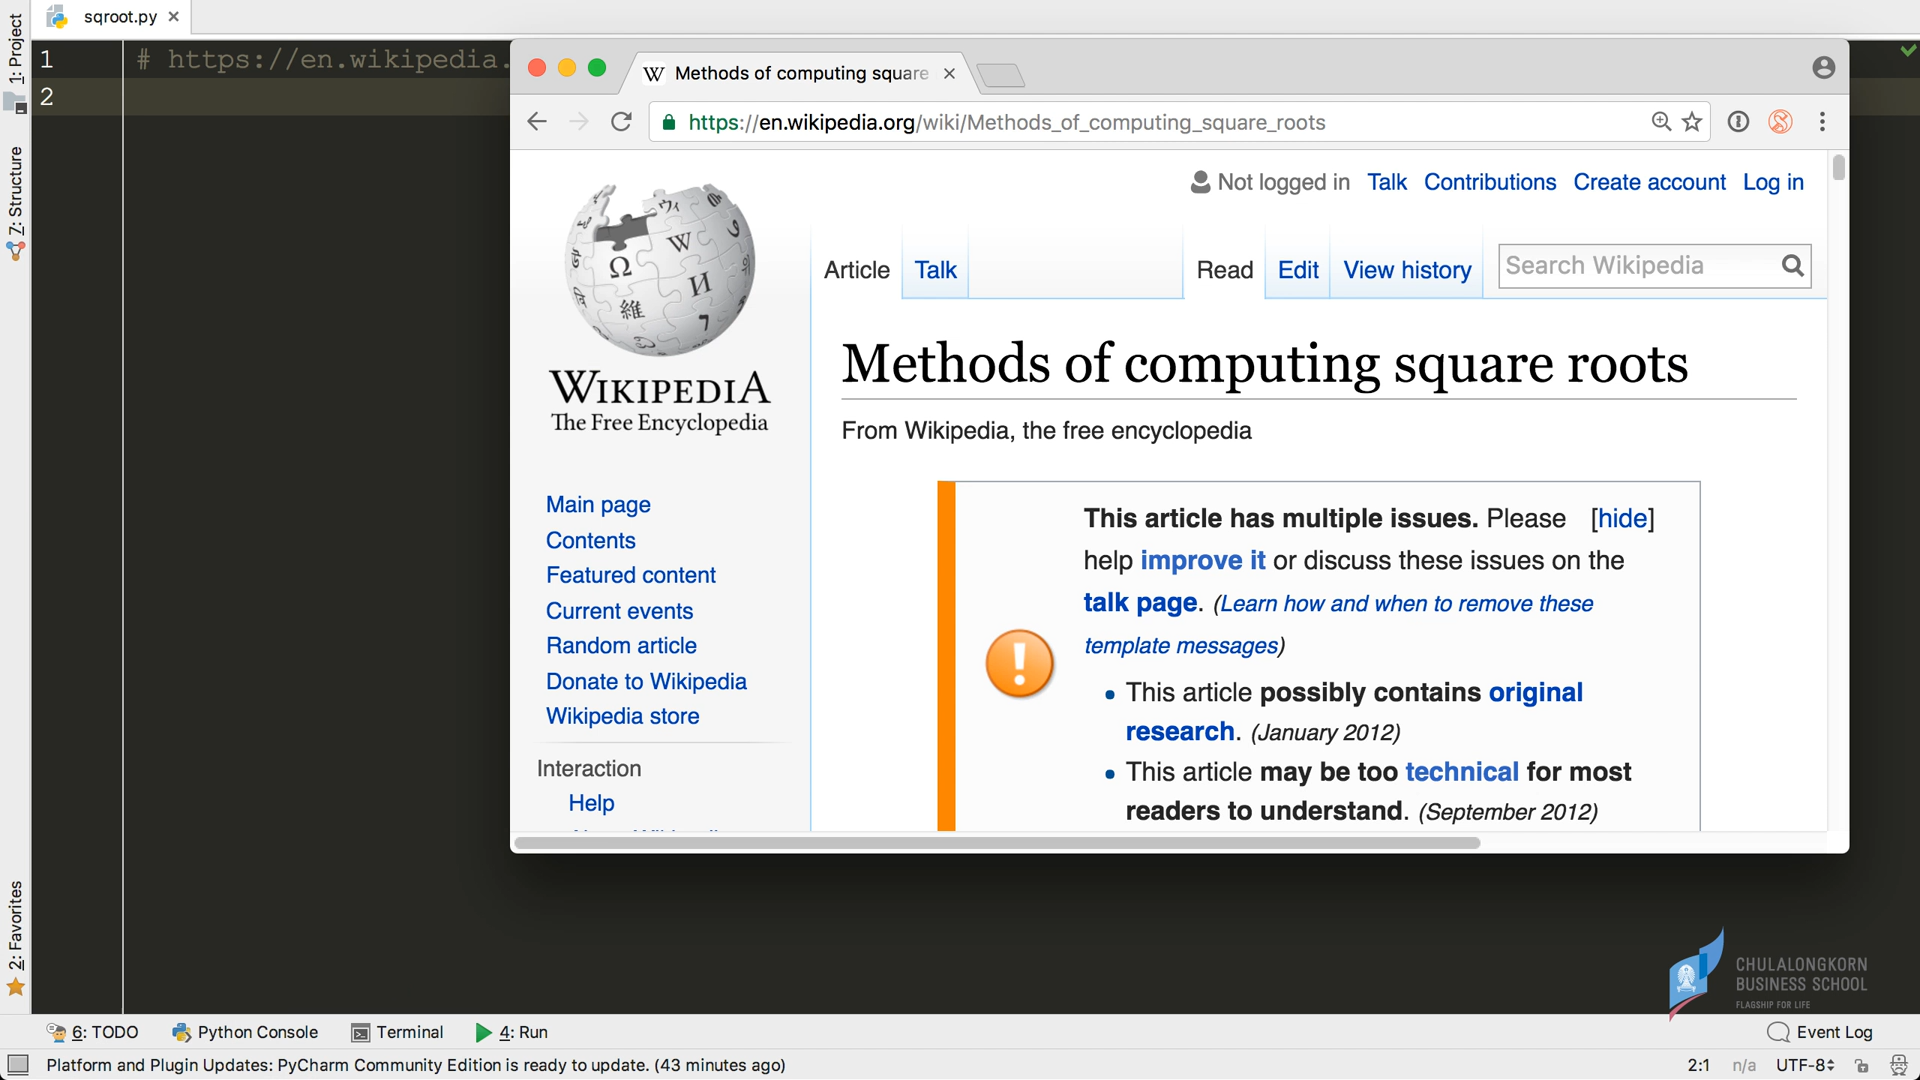 sqroot.py
1: Project
7: Structure
2: Favorites
1 # https://en.wikipedia.
2
Methods of computing square
https://en.wikipedia.org/wiki/Methods_of_computing_square_roots
Not logged in Talk Contributions Create account Log in
Article Talk Read Edit View history Search Wikipedia
WIKIPEDIA
The Free Encyclopedia
Main page
Contents
Featured content
Current events
Random article
Donate to Wikipedia
Wikipedia store
Interaction
Help
Methods of computing square roots
From Wikipedia, the free encyclopedia
This article has multiple issues. Please [hide]
help improve it or discuss these issues on the
talk page. (Learn how and when to remove these
template messages)
• This article possibly contains original
research. (January 2012)
• This article may be too technical for most
readers to understand. (September 2012)
CHULALONGKORN
BUSINESS SCHOOL
FLAGSHIP FOR LIFE
6: TODO Python Console Terminal 4: Run Event Log
Platform and Plugin Updates: PyCharm Community Edition is ready to update. (43 minutes ago) 2:1 n/a UTF-8